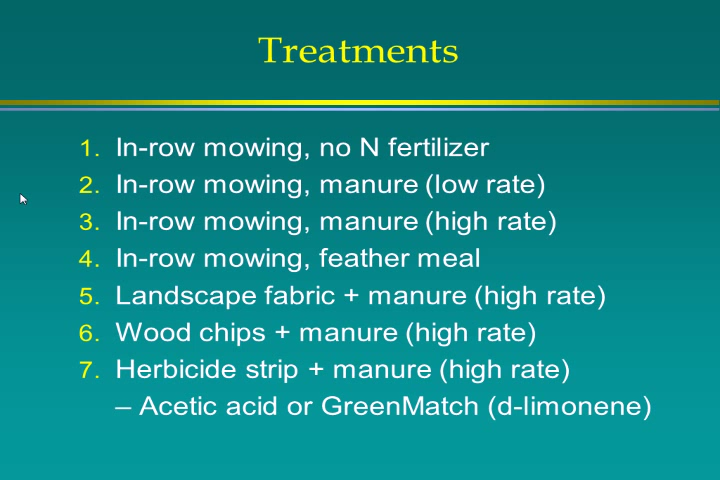 Treatments
1. In-row mowing, no N fertilizer
2. In-row mowing, manure (low rate)
3. In-row mowing, manure (high rate)
4. In-row mowing, feather meal
5. Landscape fabric + manure (high rate)
6. Wood chips + manure (high rate)
7. Herbicide strip + manure (high rate)
– Acetic acid or GreenMatch (d-limonene)